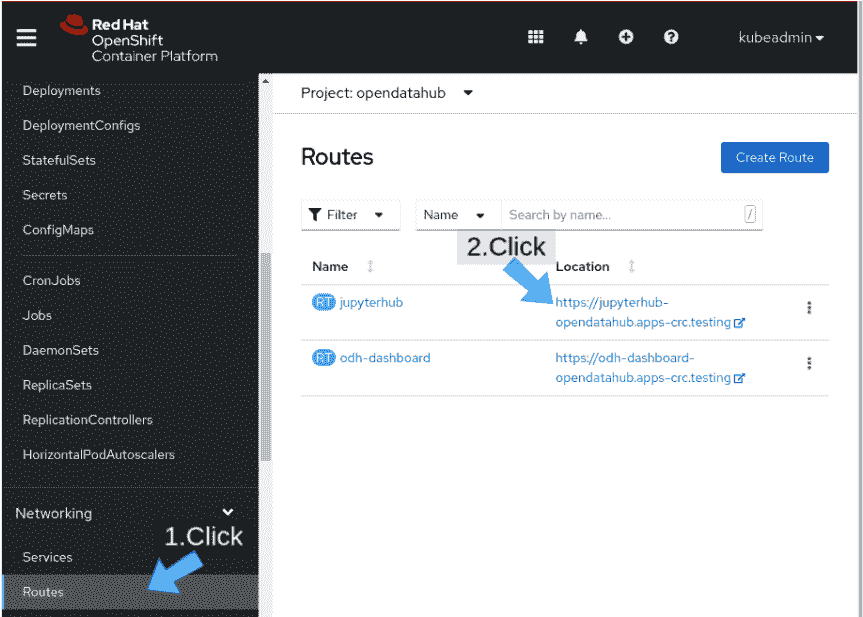 Red Hat
OpenShift
Container Platform
kubeadmin
Deployments
DeploymentConfigs
StatefulSets
Secrets
ConfigMaps
CronJobs
Jobs
DaemonSets
ReplicaSets
ReplicationControllers
HorizontalPodAutoscalers
Networking
1.Click
Services
Routes
Project: opendatahub
Routes
Create Route
Filter
Name
Search by name...
/
2.Click
Name
Location
RT jupyterhub
https://jupyterhub-
opendatahub.apps-crc.testing
RT odh-dashboard
https://odh-dashboard-
opendatahub.apps-crc.testing